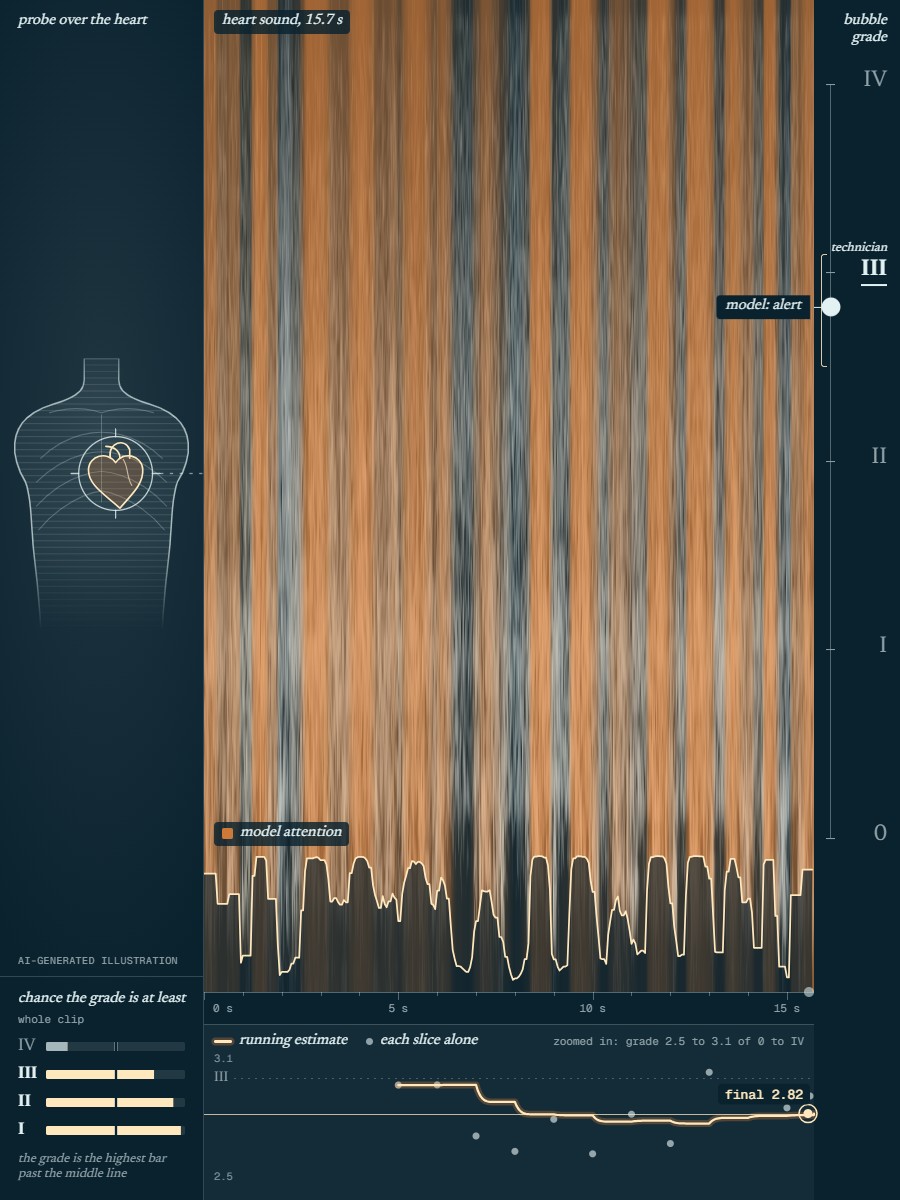 probe over the heart
heart sound, 15.7 s
bubble
grade
IV
technician
III
model: alert
II
I
0
model attention
AI-GENERATED ILLUSTRATION
0 s
5 s
10 s
15 s
chance the grade is at least
whole clip
IV
III
II
I
the grade is the highest bar
past the middle line
running estimate
each slice alone
zoomed in: grade 2.5 to 3.1 of 0 to IV
3.1
III
final 2.82
2.5